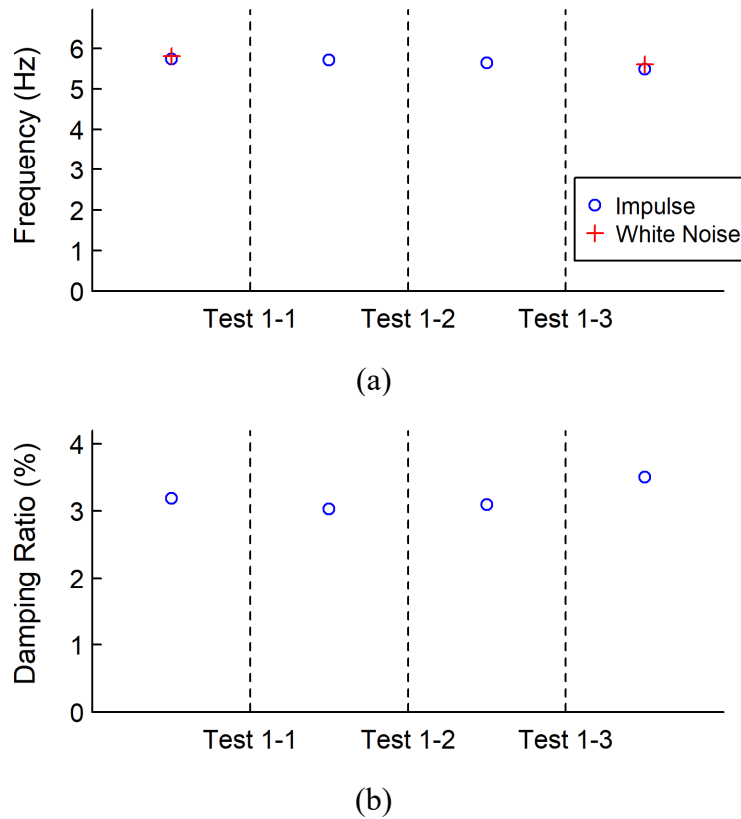 Frequency (Hz)
6
5
4
3
2
1
0
Impulse
White Noise
Test 1-1 Test 1-2 Test 1-3
(a)
Damping Ratio (%)
4
3
2
1
0
Test 1-1 Test 1-2 Test 1-3
(b)